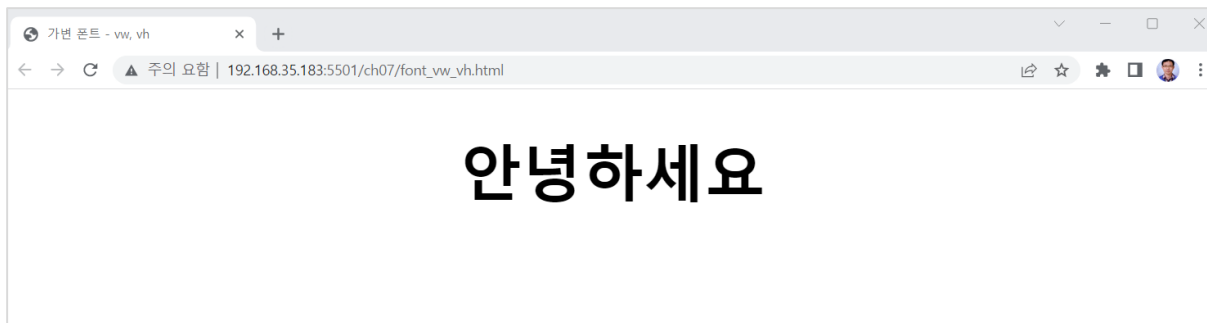 가변 폰트 - vw, vh
주의 요함 | 192.168.35.183:5501/ch07/font_vw_vh.html
안녕하세요